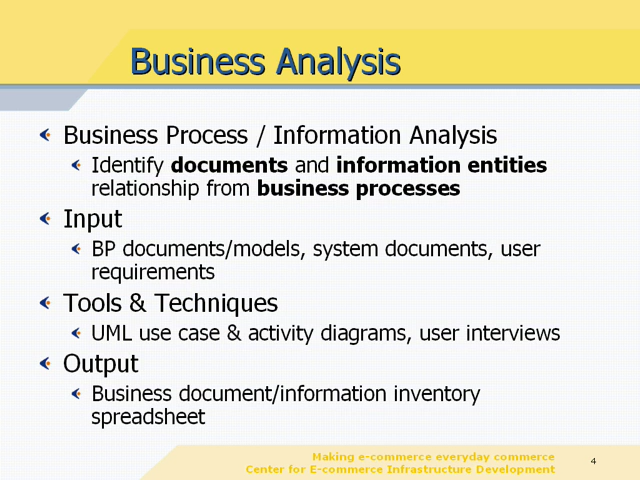 Business Analysis
Business Process / Information Analysis
Identify documents and information entities
relationship from business processes
Input
BP documents/models, system documents, user
requirements
Tools & Techniques
UML use case & activity diagrams, user interviews
Output
Business document/information inventory
spreadsheet
Making e-commerce everyday commerce
Center for E-commerce Infrastructure Development
4